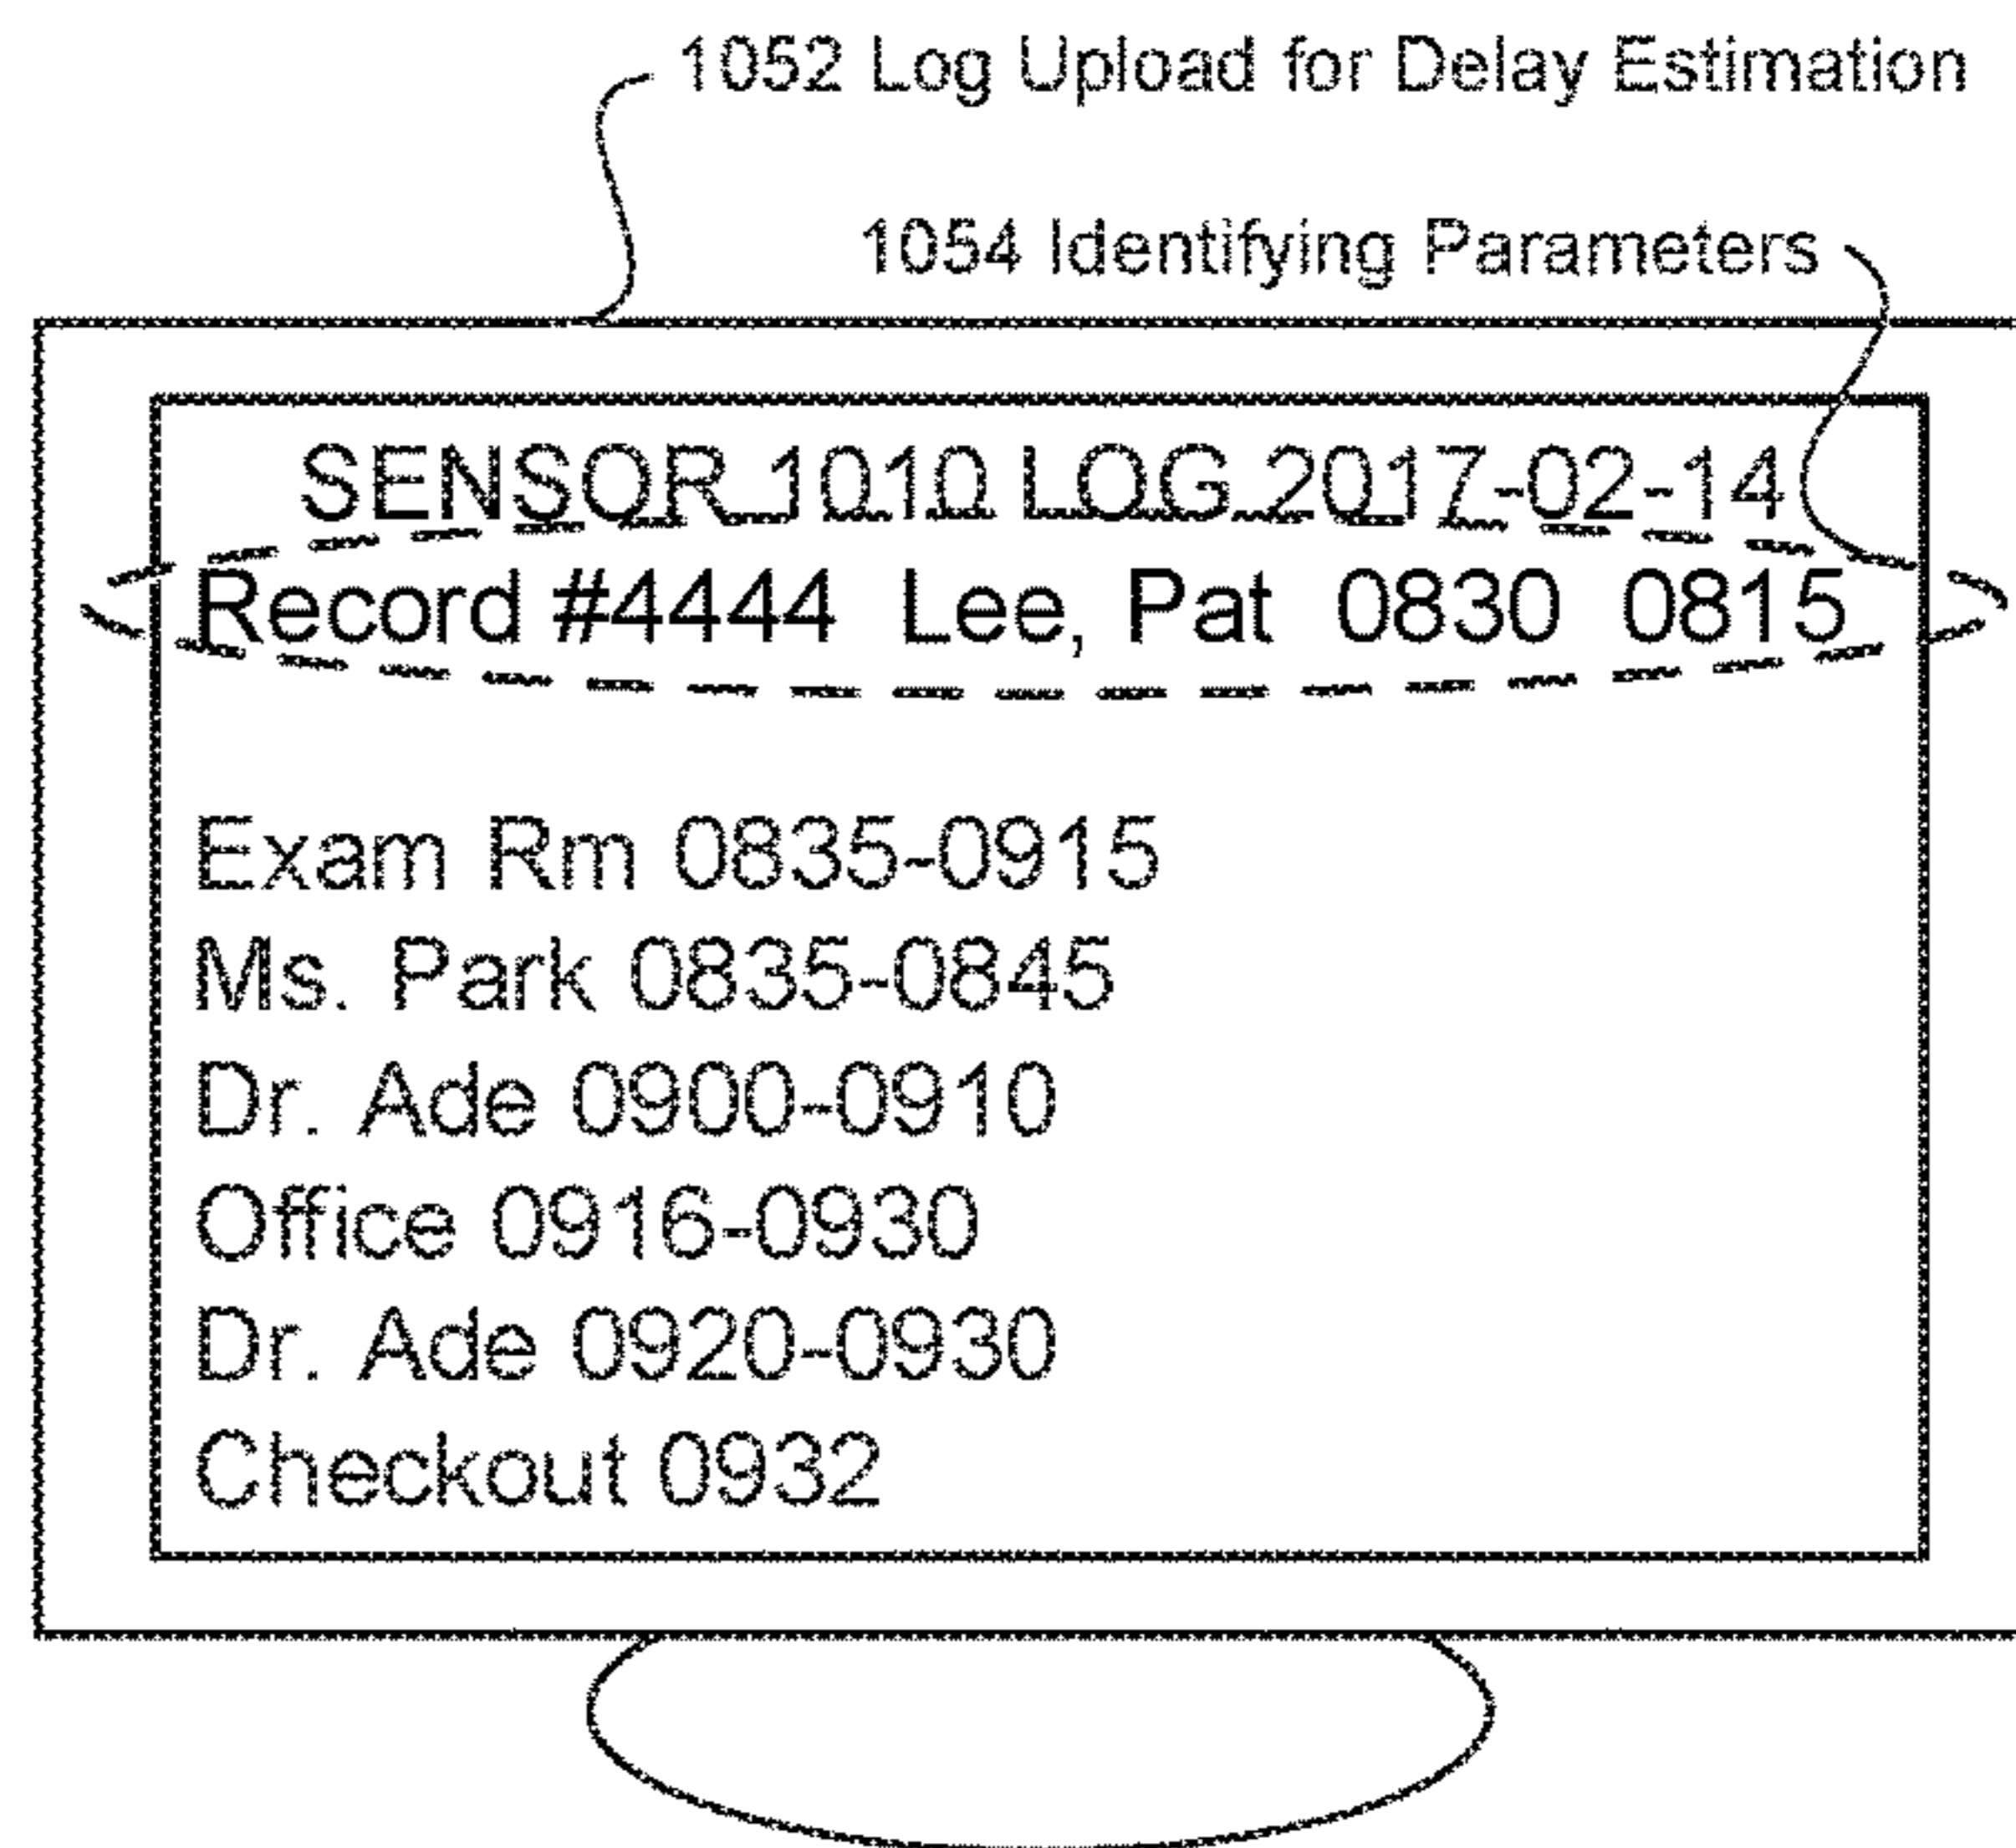 1052 Log Upload for Delay Estimation
1054 Identifying Parameters
SENSOR 1010 LOG 2017-02-14
Record #4444 Lee, Pat 0830 0815
Exam Rm 0835-0915
Ms. Park 0835-0845
Dr. Ade 0900-0910
Office 0916-0930
Dr. Ade 0920-0930
Checkout 0932